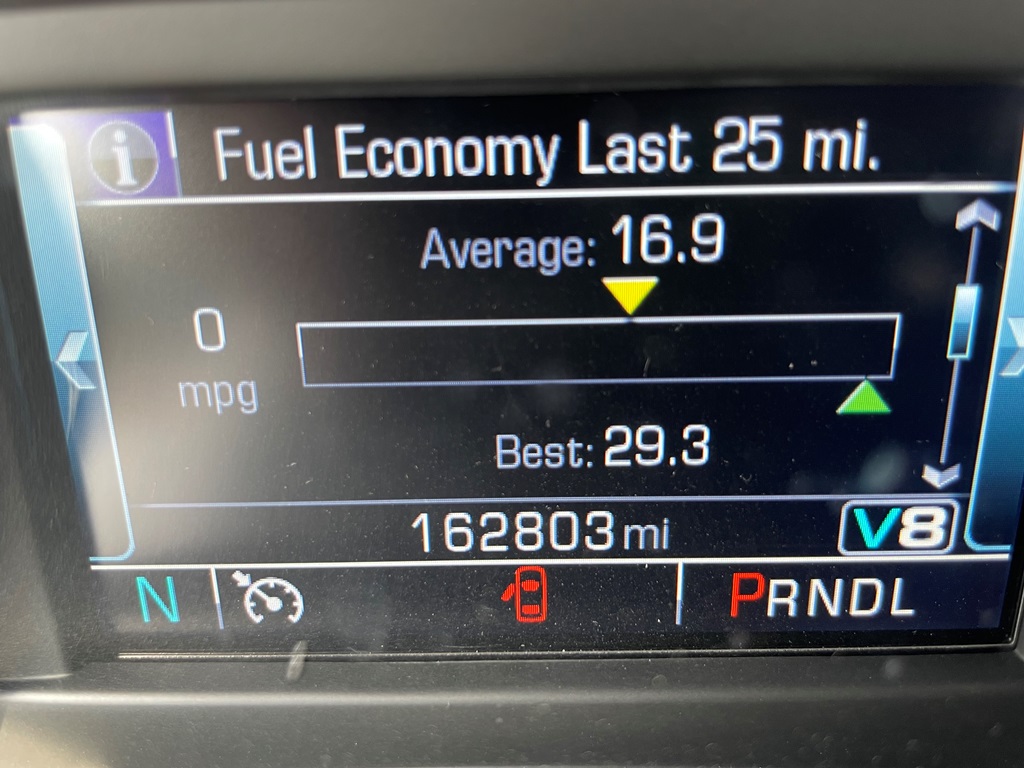 i Fuel Economy Last 25 mi.
Average: 16.9
0
mpg
Best: 29.3
162803 mi V8
N PRNDL